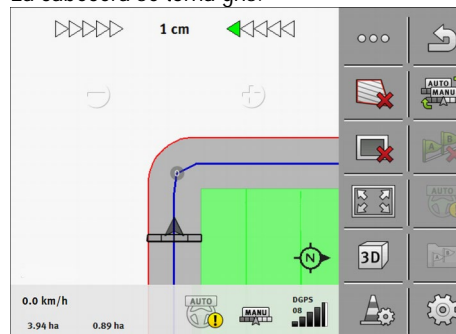 La cabecera se torna gris.
1 cm
AUTO
MANU
AUTO
3D
N
0.0 km/h
3.94 ha
0.89 ha
AUTO
MANU
DGPS
08